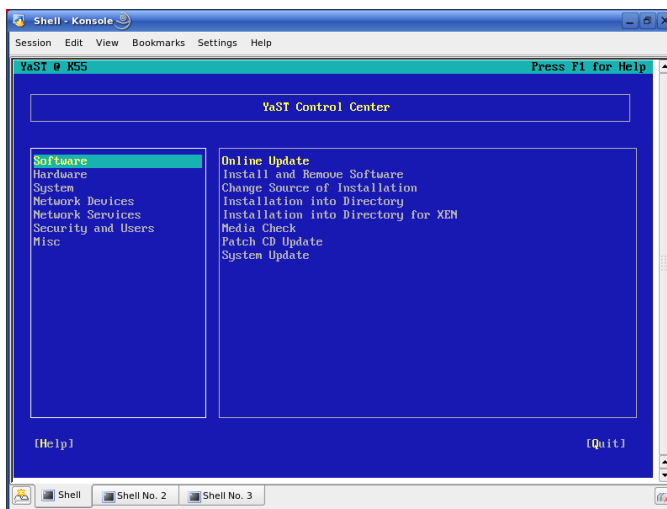 Shell - Konsole
Session Edit View Bookmarks Settings Help
YaST @ K55 Press F1 for Help
YaST Control Center
Software
Hardware
System
Network Devices
Network Services
Security and Users
Misc
Online Update
Install and Remove Software
Change Source of Installation
Installation into Directory
Installation into Directory for XEN
Media Check
Patch CD Update
System Update
[Help] [Quit]
Shell Shell No. 2 Shell No. 3